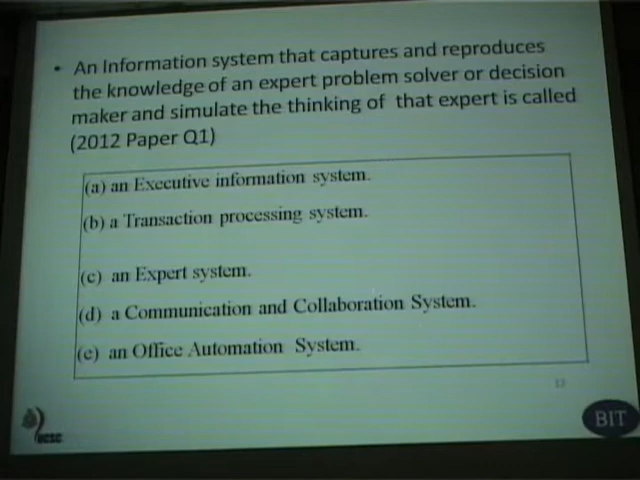 • An Information system that captures and reproduces
the knowledge of an expert problem solver or decision
maker and simulate the thinking of that expert is called
(2012 Paper Q1)
(a) an Executive information system.
(b) a Transaction processing system.
(c) an Expert system.
(d) a Communication and Collaboration System.
(e) an Office Automation System.
13
UCSC
BIT